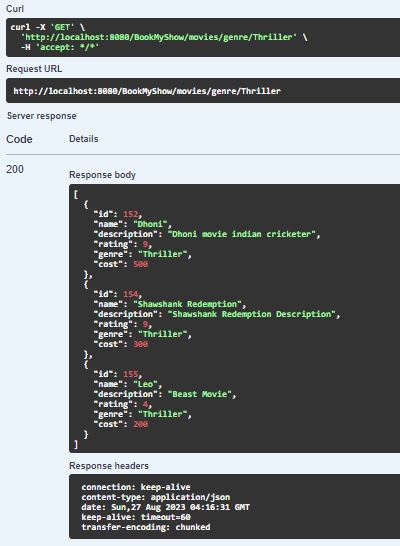 Curl
curl -X 'GET' \
'http://localhost:8080/BookMyShow/movies/genre/Thriller' \
-H 'accept: */*'
Request URL
http://localhost:8080/BookMyShow/movies/genre/Thriller
Server response
Code Details
200
Response body
[
{
"id": 152,
"name": "Dhoni",
"description": "Dhoni movie indian cricketer",
"rating": 9,
"genre": "Thriller",
"cost": 500
},
{
"id": 154,
"name": "Shawshank Redemption",
"description": "Shawshank Redemption Description",
"rating": 9,
"genre": "Thriller",
"cost": 300
},
{
"id": 155,
"name": "Leo",
"description": "Beast Movie",
"rating": 4,
"genre": "Thriller",
"cost": 200
}
]
Response headers
connection: keep-alive
content-type: application/json
date: Sun,27 Aug 2023 04:16:31 GMT
keep-alive: timeout=60
transfer-encoding: chunked